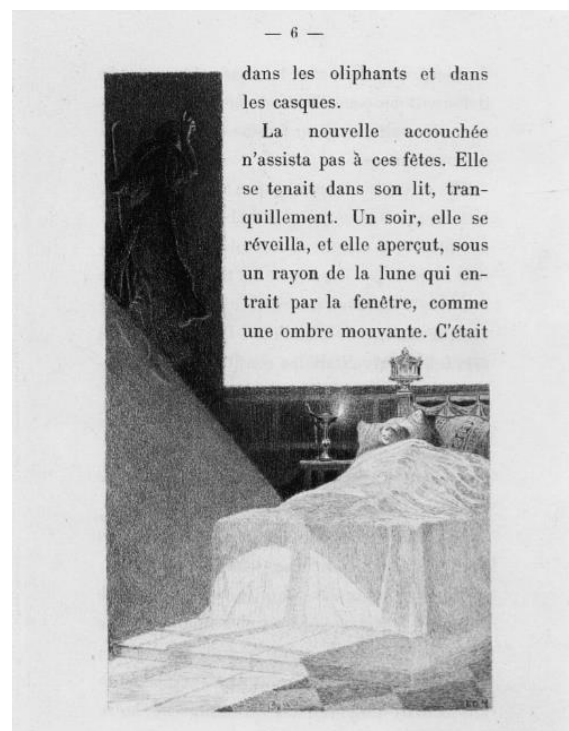 — 6 —
dans les oliphants et dans
les casques.
La nouvelle accouchée
n'assista pas à ces fêtes. Elle
se tenait dans son lit, tran-
quillement. Un soir, elle se
réveilla, et elle aperçut, sous
un rayon de la lune qui en-
trait par la fenêtre, comme
une ombre mouvante. C'était